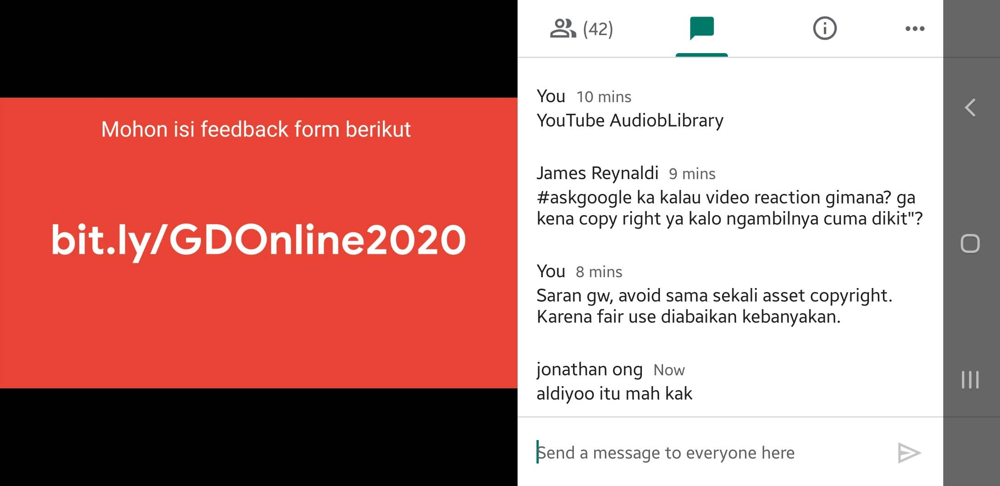 Mohon isi feedback form berikut
bit.ly/GDOnline2020
(42)
You 10 mins
YouTube AudiobLibrary
James Reynaldi 9 mins
#askgoogle ka kalau video reaction gimana? ga
kena copy right ya kalo ngambilnya cuma dikit"?
You 8 mins
Saran gw, avoid sama sekali asset copyright.
Karena fair use diabaikan kebanyakan.
jonathan ong Now
aldiyoo itu mah kak
Send a message to everyone here